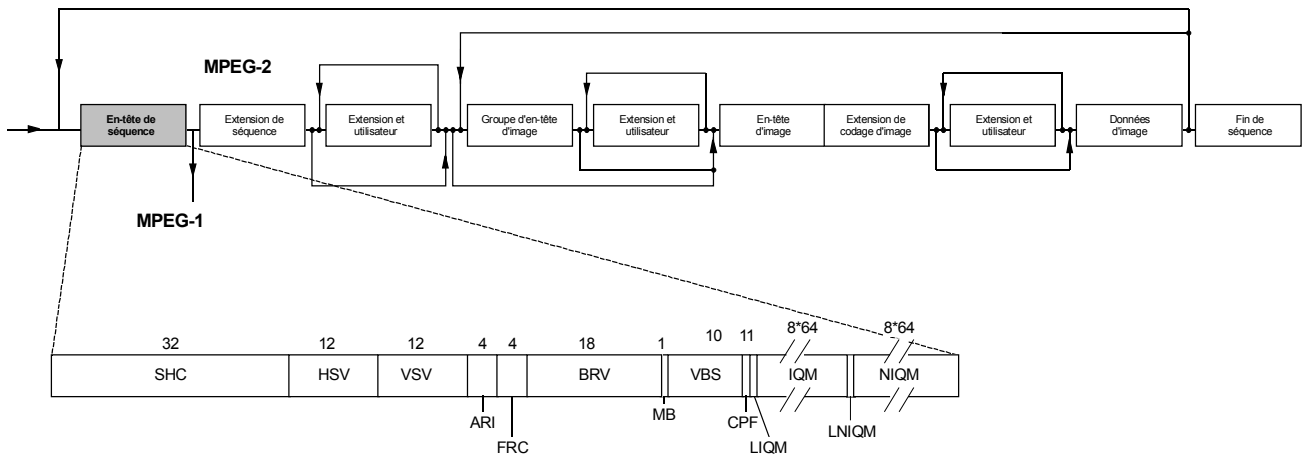 MPEG-2
En-tête de
séquence
Extension de
séquence
Extension et
utilisateur
Groupe d'en-tête
d'image
Extension et
utilisateur
En-tête
d'image
Extension de
codage d'image
Extension et
utilisateur
Données
d'image
Fin de
séquence
MPEG-1
32 12 12 4 4 18 1 10 11 8*64 8*64
SHC HSV VSV BRV VBS IQM NIQM
ARI
FRC
MB
CPF
LIQM
LNIQM